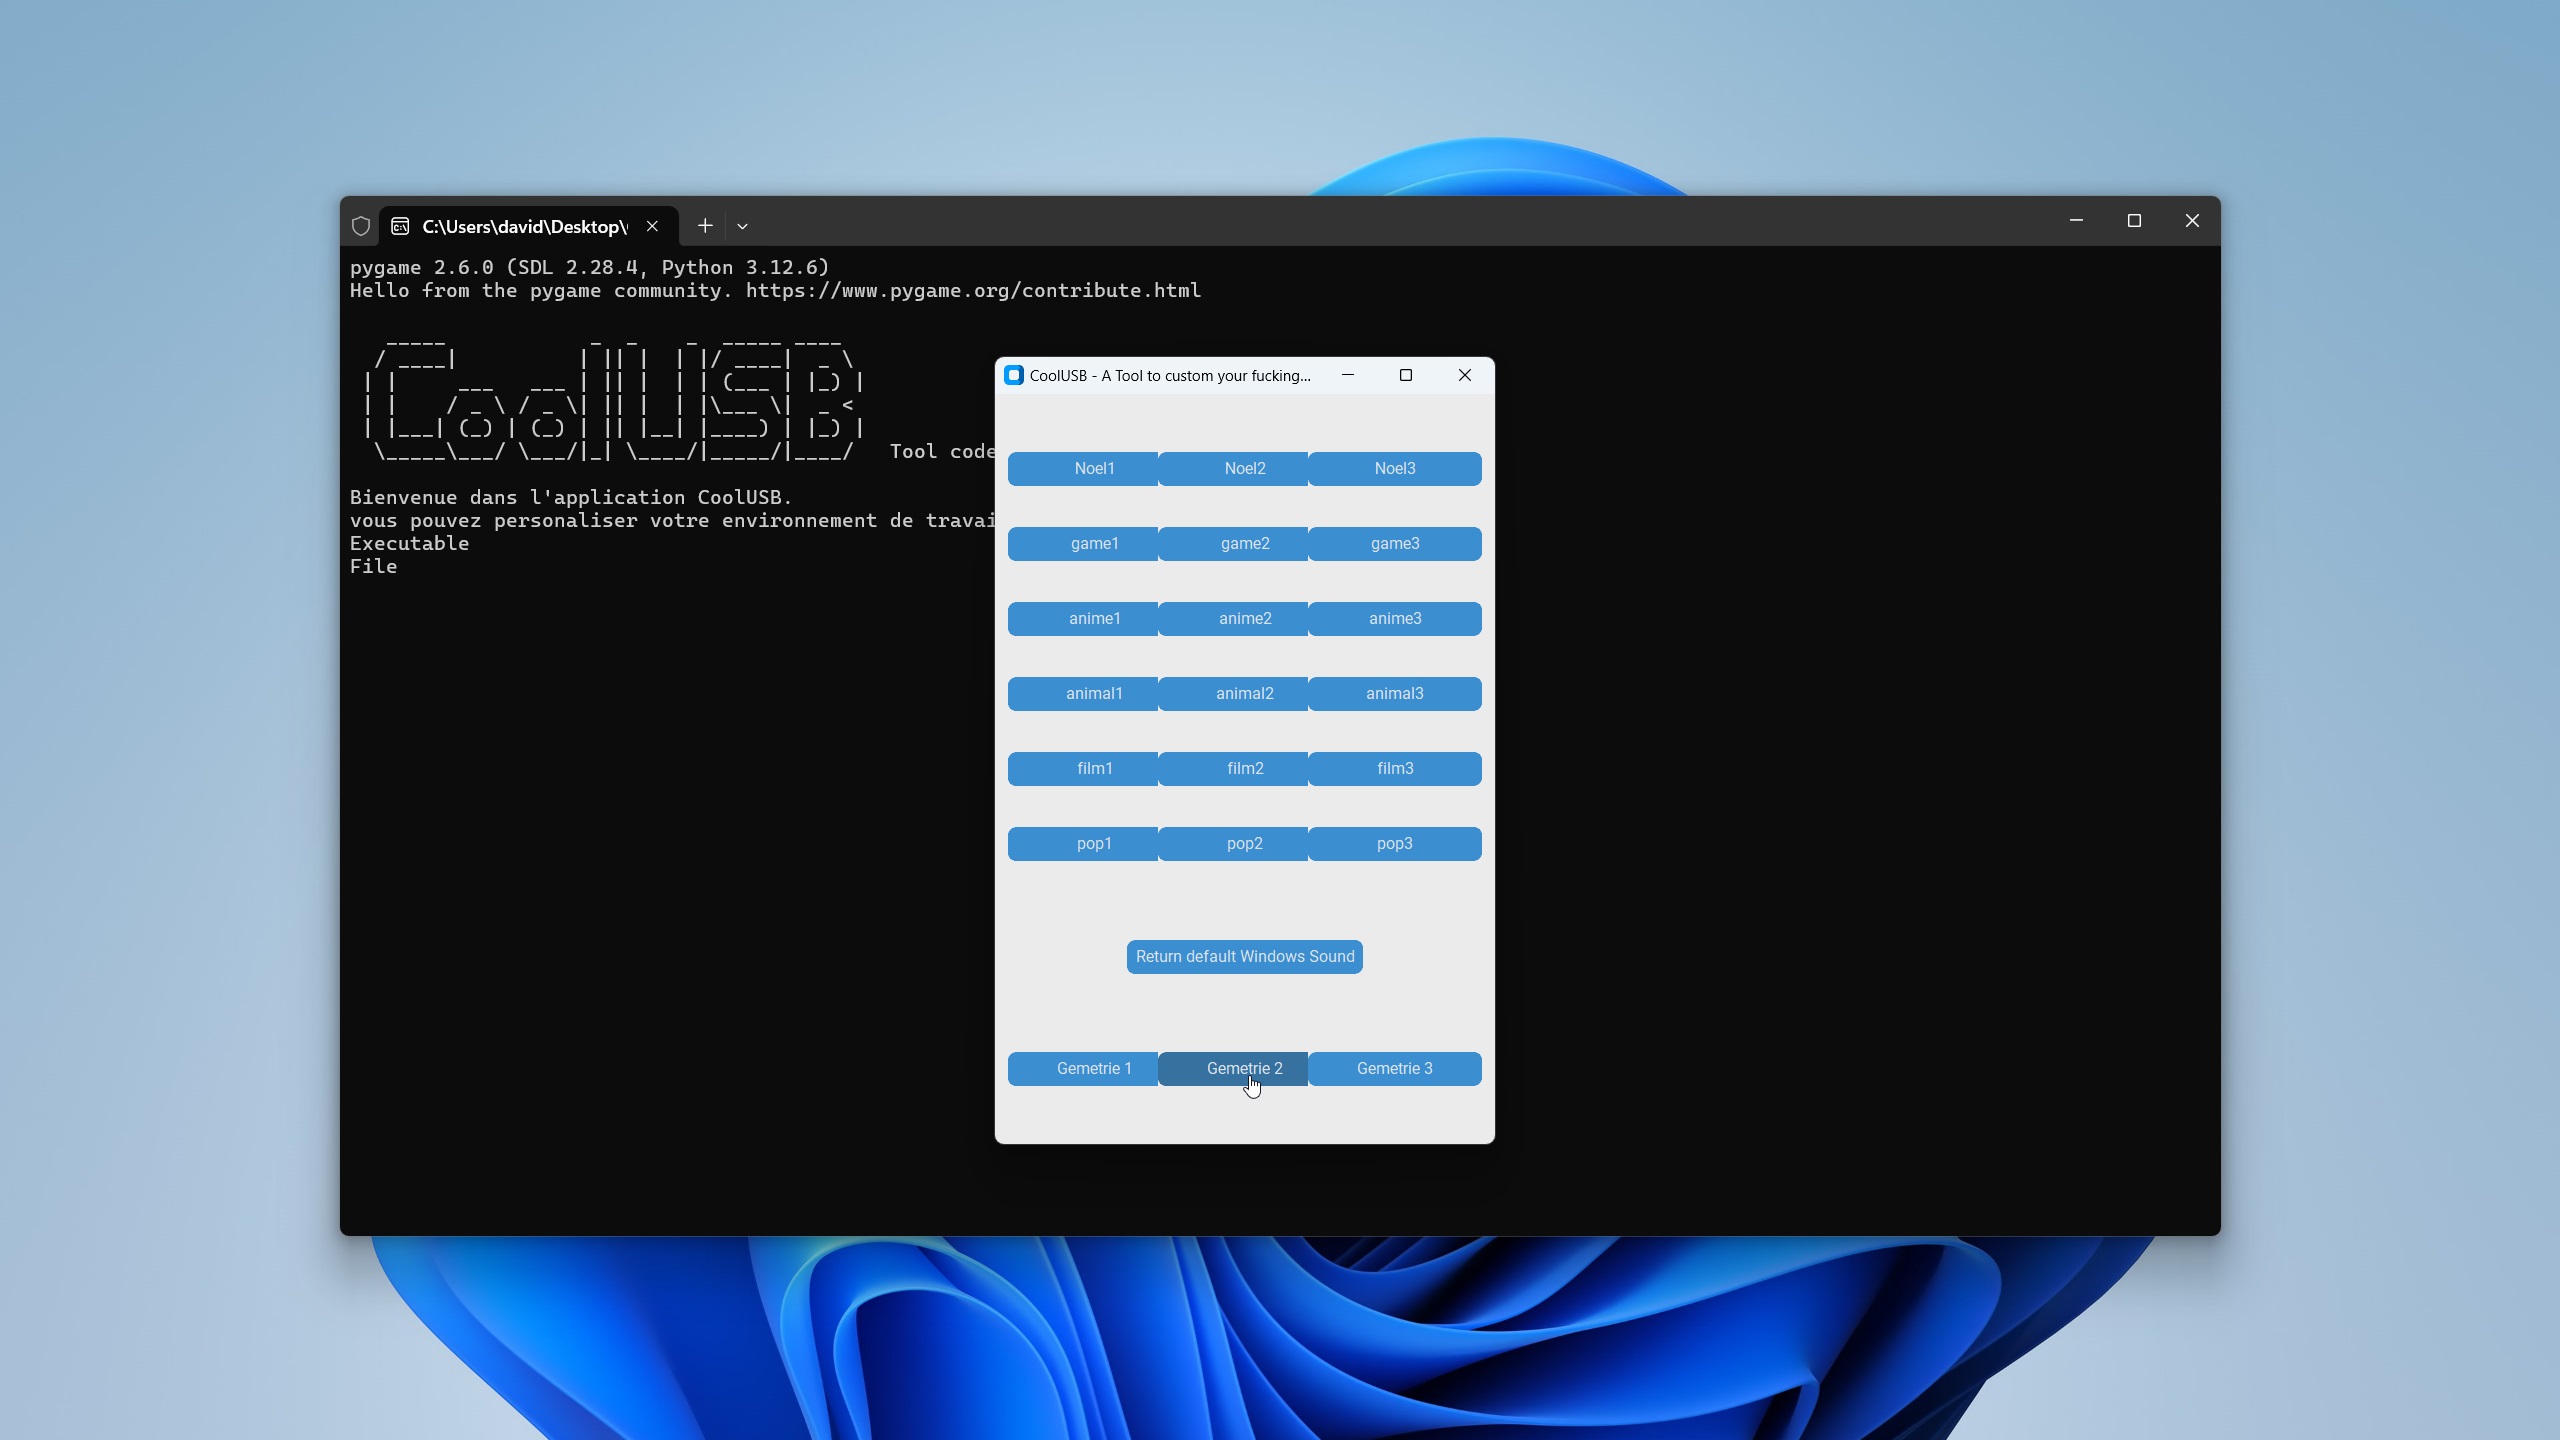 C:\Users\david\Desktop\
pygame 2.6.0 (SDL 2.28.4, Python 3.12.6)
Hello from the pygame community. https://www.pygame.org/contribute.html
CoolUSB
Tool code
Bienvenue dans l'application CoolUSB.
vous pouvez personaliser votre environnement de travai
Executable
File
CoolUSB - A Tool to custom your fucking...
Noel1 Noel2 Noel3
game1 game2 game3
anime1 anime2 anime3
animal1 animal2 animal3
film1 film2 film3
pop1 pop2 pop3
Return default Windows Sound
Gemetrie 1 Gemetrie 2 Gemetrie 3